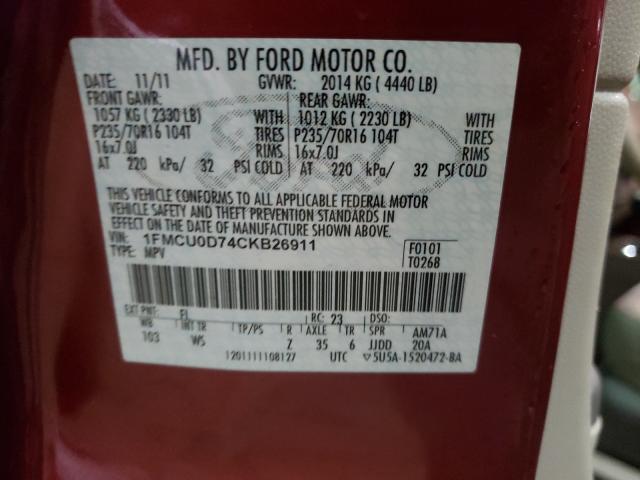 MFD. BY FORD MOTOR CO.
DATE: 11/11 GVWR: 2014 KG ( 4440 LB)
FRONT GAWR: REAR GAWR:
1057 KG ( 2330 LB) WITH 1012 KG ( 2230 LB) WITH
P235/70R16 104T TIRES P235/70R16 104T TIRES
16x7.0J RIMS 16x7.0J RIMS
AT 220 kPa/ 32 PSI COLD AT 220 kPa/ 32 PSI COLD
THIS VEHICLE CONFORMS TO ALL APPLICABLE FEDERAL MOTOR
VEHICLE SAFETY AND THEFT PREVENTION STANDARDS IN
EFFECT ON THE DATE OF MANUFACTURE SHOWN ABOVE.
VIN: 1FMCU0D74CKB26911 F0101
TYPE: MPV T0268
EXT PNT: EJ RC: 23 DSO:
WB INT TR TP/PS R AXLE TR SPR AM71A
103 WS Z 35 6 JJDD 20A
1201111108127 UTC 5U5A-1520472-BA